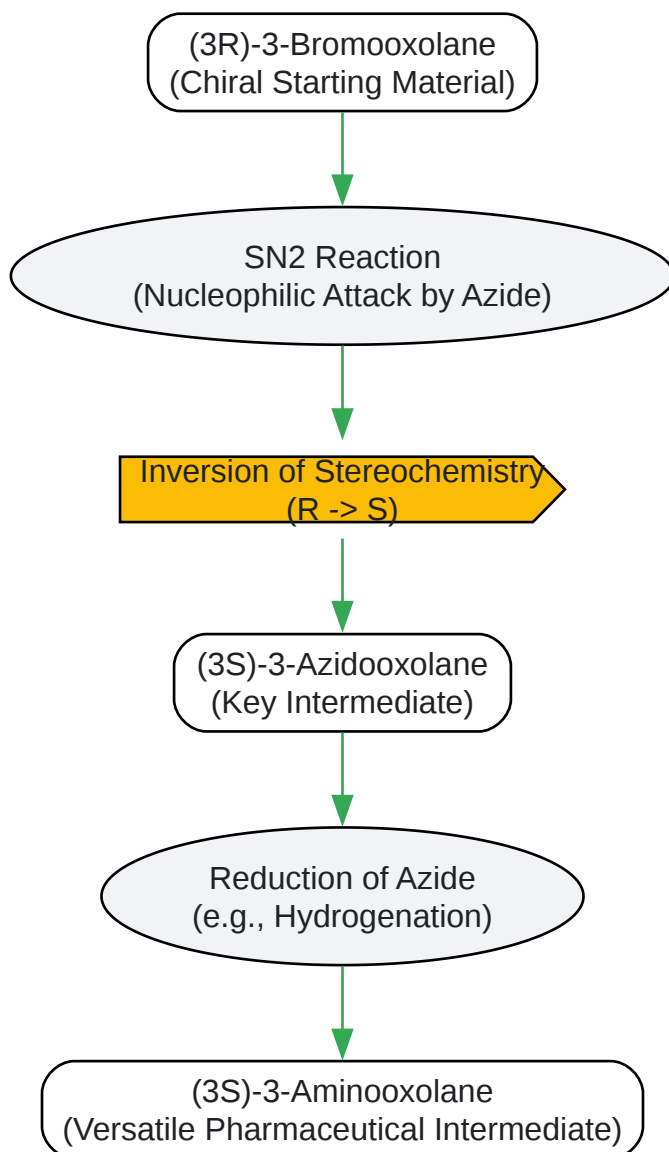 (3R)-3-Bromooxolane
(Chiral Starting Material)
SN2 Reaction
(Nucleophilic Attack by Azide)
Inversion of Stereochemistry
(R -> S)
(3S)-3-Azidooxolane
(Key Intermediate)
Reduction of Azide
(e.g., Hydrogenation)
(3S)-3-Aminooxolane
(Versatile Pharmaceutical Intermediate)